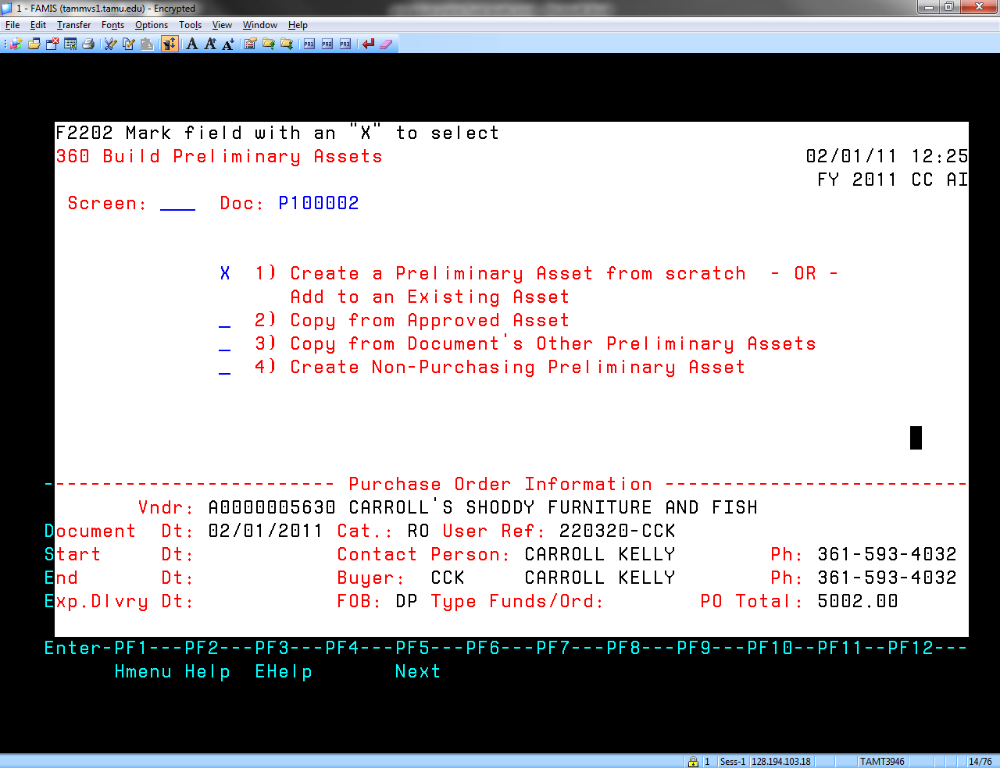 1 - FAMIS (tammvs1.tamu.edu) - Encrypted
File Edit Transfer Fonts Options Tools View Window Help
PA1 PA2 PA3
F2202 Mark field with an "X" to select
360 Build Preliminary Assets 02/01/11 12:25
FY 2011 CC AI
Screen: ___ Doc: P100002
X 1) Create a Preliminary Asset from scratch - OR -
Add to an Existing Asset
_ 2) Copy from Approved Asset
_ 3) Copy from Document's Other Preliminary Assets
_ 4) Create Non-Purchasing Preliminary Asset
------------------------- Purchase Order Information --------------------------
Vndr: A0000005630 CARROLL'S SHODDY FURNITURE AND FISH
Document Dt: 02/01/2011 Cat.: RO User Ref: 220320-CCK
Start Dt: Contact Person: CARROLL KELLY Ph: 361-593-4032
End Dt: Buyer: CCK CARROLL KELLY Ph: 361-593-4032
Exp.Dlvry Dt: FOB: DP Type Funds/Ord: PO Total: 5002.00
Enter-PF1---PF2---PF3---PF4---PF5---PF6---PF7---PF8---PF9---PF10--PF11--PF12---
Hmenu Help EHelp Next
1 Sess-1 128.194.103.18 TAMT3946 14/76